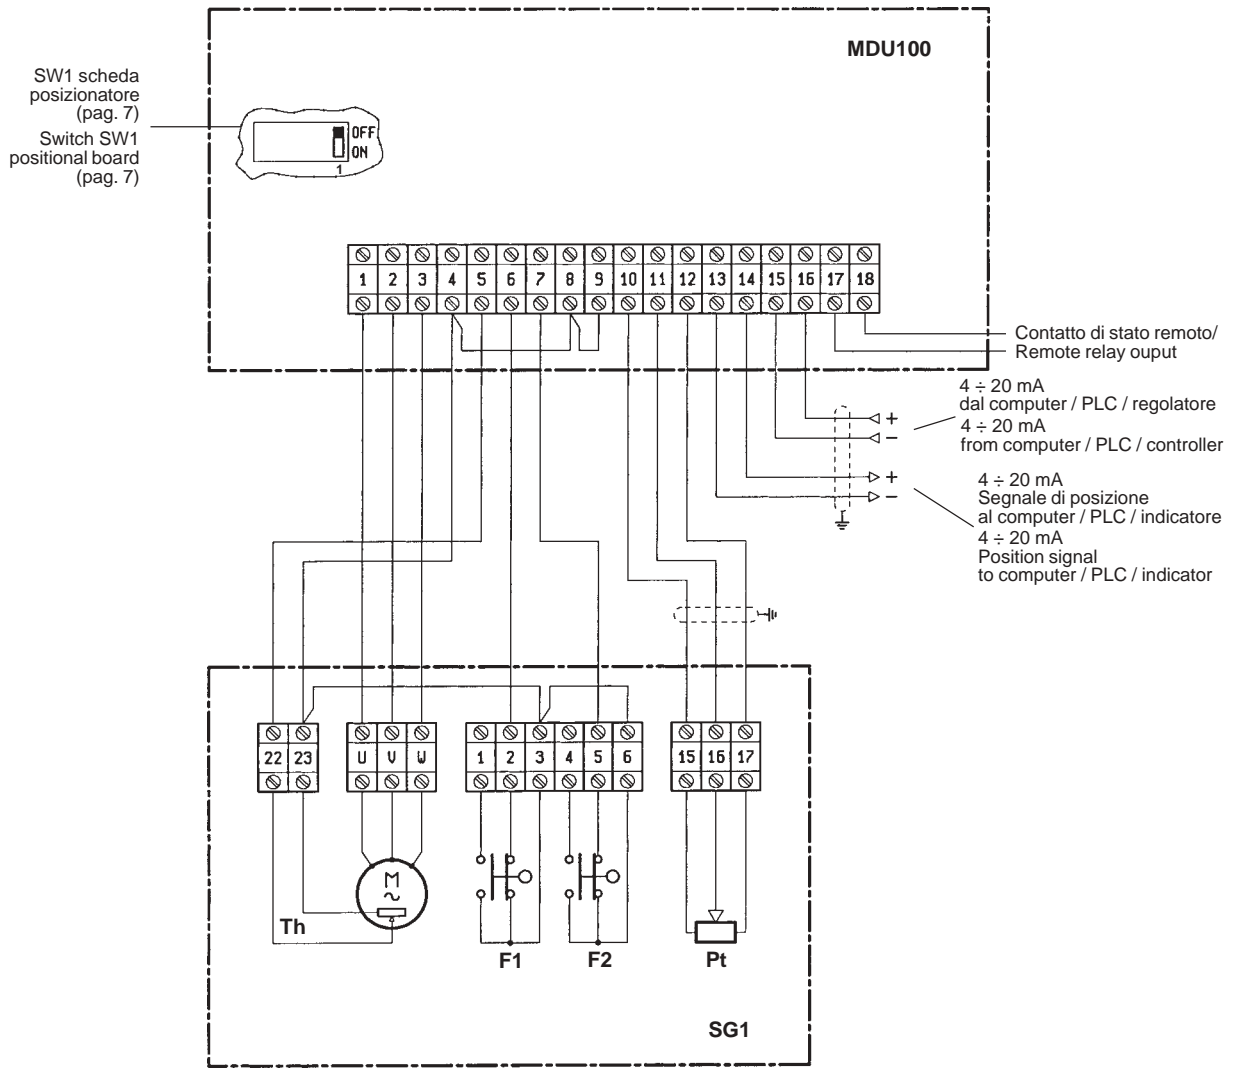 MDU100
SW1 scheda
posizionatore
(pag. 7)
Switch SW1
positional board
(pag. 7)
OFF
ON
1
1 2 3 4 5 6 7 8 9 10 11 12 13 14 15 16 17 18
Contatto di stato remoto/
Remote relay ouput
4 ÷ 20 mA
dal computer / PLC / regolatore
4 ÷ 20 mA
from computer / PLC / controller
+
−
4 ÷ 20 mA
Segnale di posizione
al computer / PLC / indicatore
4 ÷ 20 mA
Position signal
to computer / PLC / indicator
+
−
22 23 U V W 1 2 3 4 5 6 15 16 17
M
~
Th
F1 F2 Pt
SG1